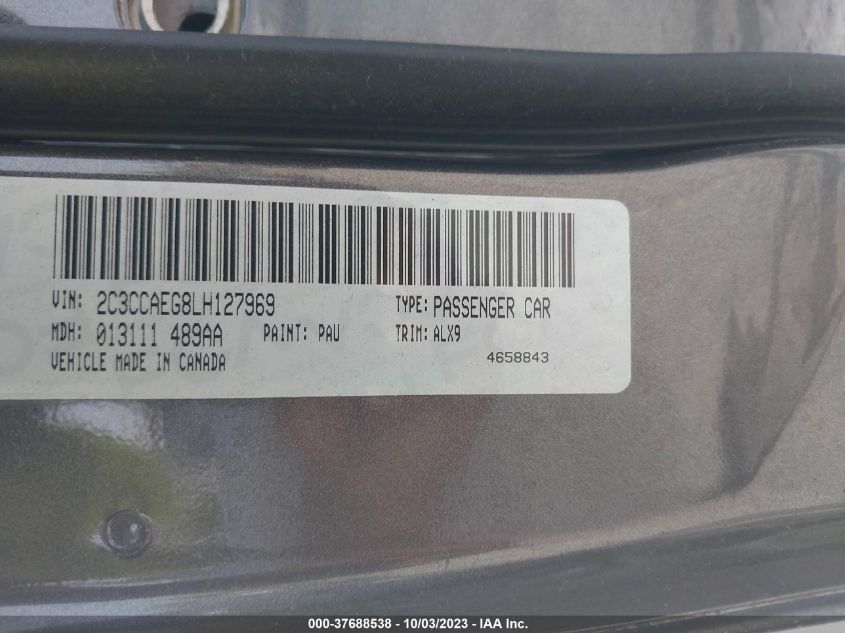 VIN: 2C3CCAEG8LH127969 TYPE: PASSENGER CAR
MDH: 013111 489AA PAINT: PAU TRIM: ALX9
VEHICLE MADE IN CANADA 4658843
000-37688538 - 10/03/2023 - IAA Inc.